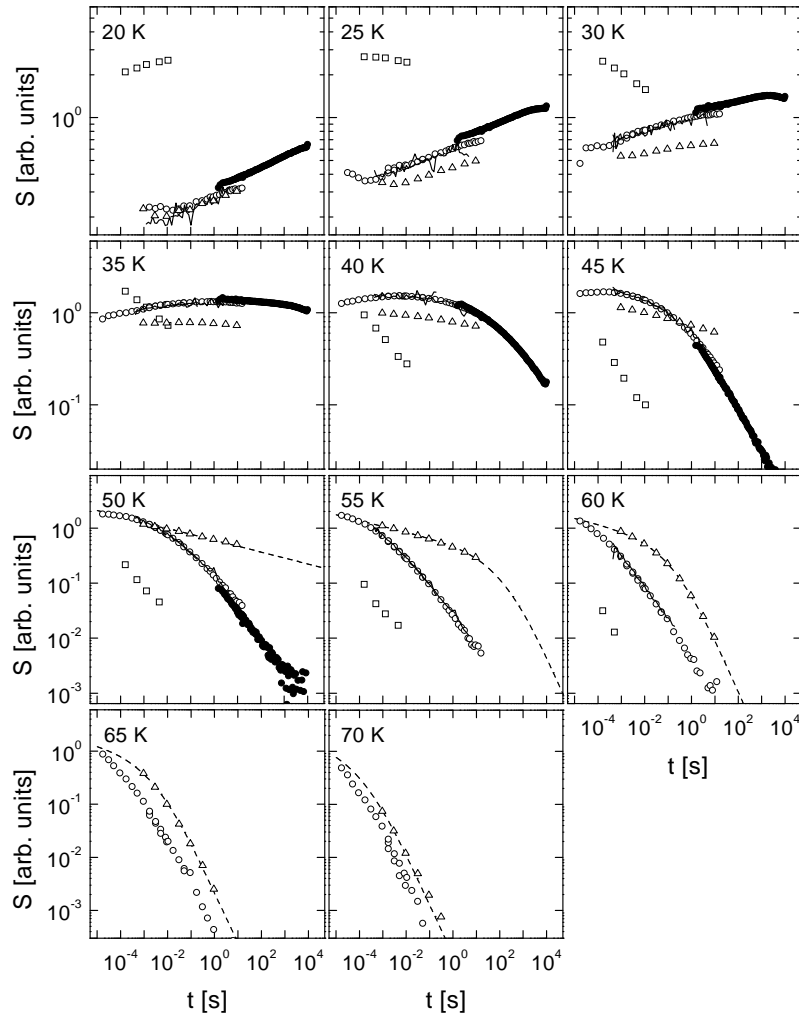 20 K 25 K 30 K
S [arb. units]
10^0
35 K 40 K 45 K
S [arb. units]
10^0
10^-1
50 K 55 K 60 K
S [arb. units]
10^0
10^-1
10^-2
10^-3
10^-4 10^-2 10^0 10^2 10^4
t [s]
65 K 70 K
S [arb. units]
10^0
10^-1
10^-2
10^-3
10^-4 10^-2 10^0 10^2 10^4 10^-4 10^-2 10^0 10^2 10^4
t [s] t [s]